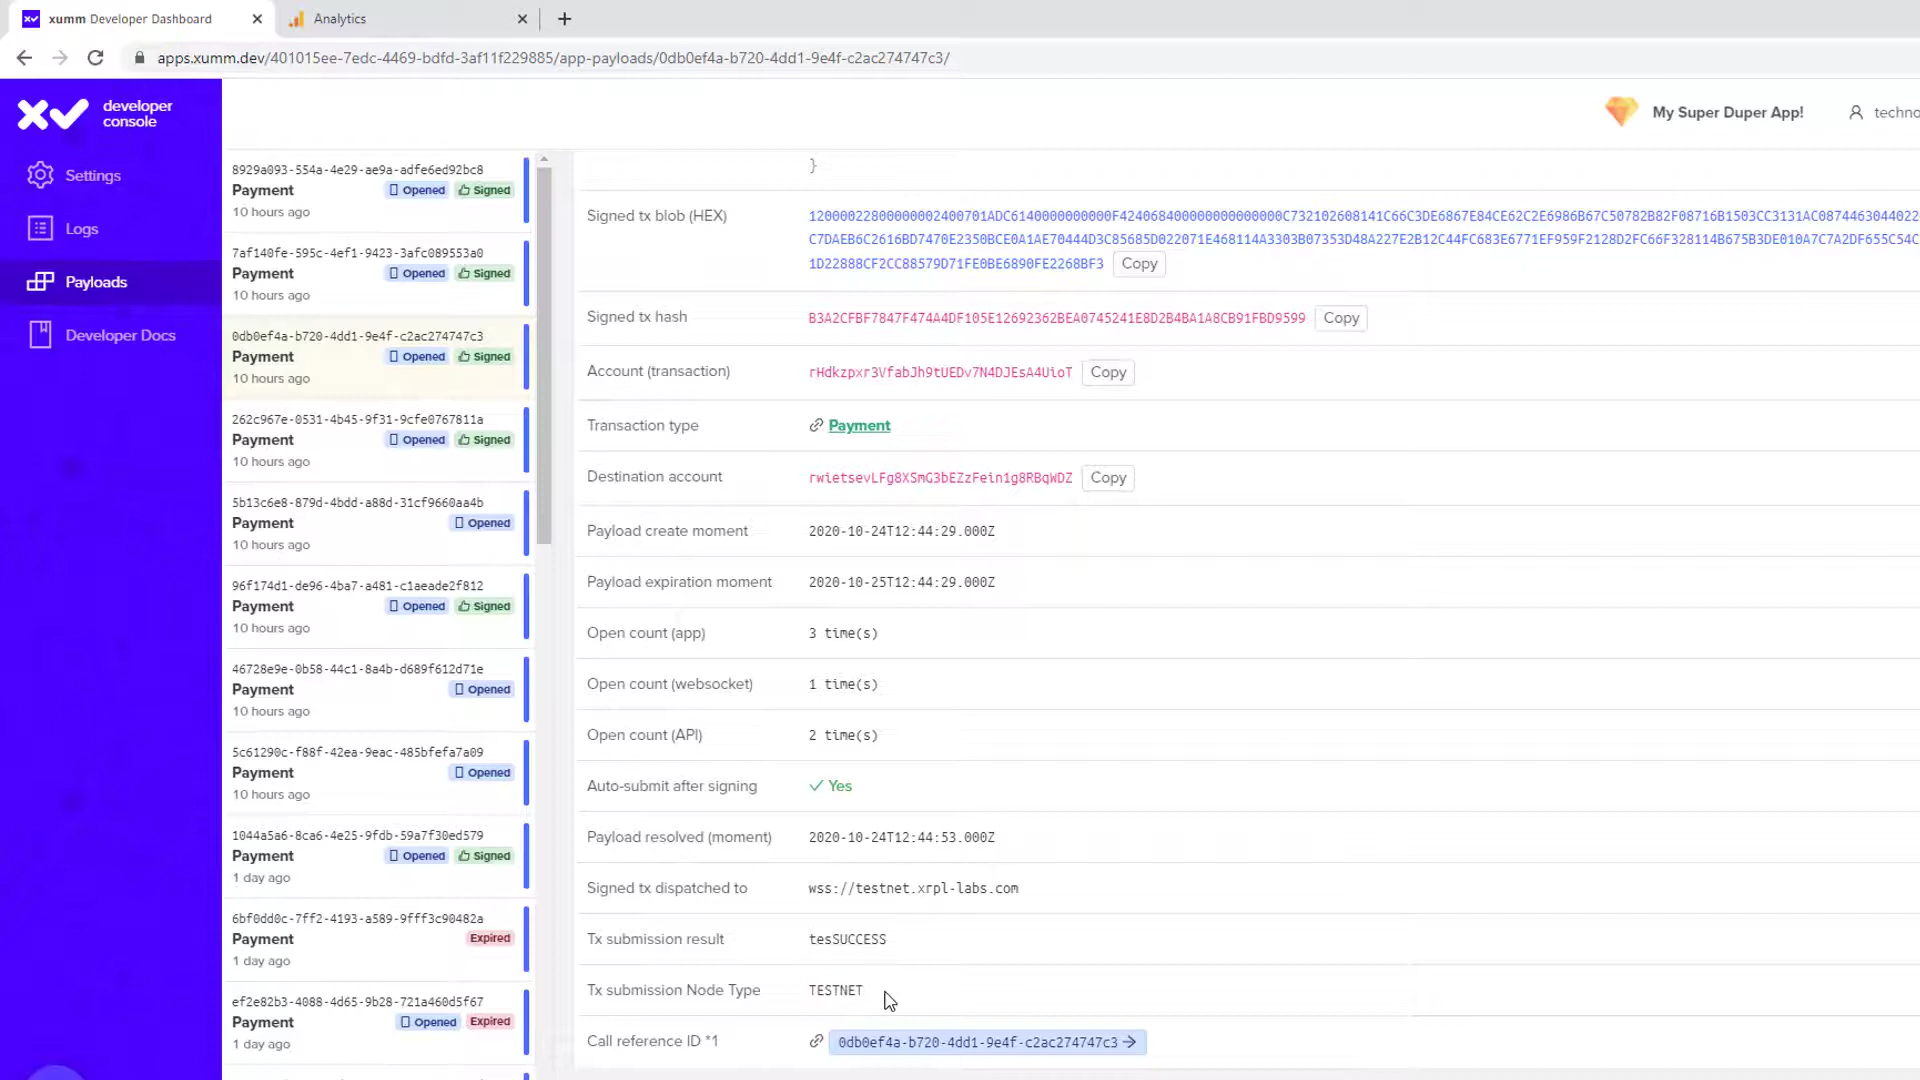 xumm Developer Dashboard
Analytics
apps.xumm.dev/401015ee-7edc-4469-bdfd-3af11f229885/app-payloads/0db0ef4a-b720-4dd1-9e4f-c2ac274747c3/
developer
console
My Super Duper App!
techno
Settings
Logs
Payloads
Developer Docs
8929a093-554a-4e29-ae9a-adfe6ed92bc8
Payment Opened Signed
10 hours ago
7af140fe-595c-4ef1-9423-3afc089553a0
Payment Opened Signed
10 hours ago
0db0ef4a-b720-4dd1-9e4f-c2ac274747c3
Payment Opened Signed
10 hours ago
262c967e-0531-4b45-9f31-9cfe0767811a
Payment Opened Signed
10 hours ago
5b13c6e8-879d-4bdd-a88d-31cf9660aa4b
Payment Opened
10 hours ago
96f174d1-de96-4ba7-a481-c1aeade2f812
Payment Opened Signed
10 hours ago
46728e9e-0b58-44c1-8a4b-d689f612d71e
Payment Opened
10 hours ago
5c61290c-f88f-42ea-9eac-485bfefa7a09
Payment Opened
10 hours ago
1044a5a6-8ca6-4e25-9fdb-59a7f30ed579
Payment Opened Signed
1 day ago
6bf0dd0c-7ff2-4193-a589-9fff3c90482a
Payment Expired
1 day ago
ef2e82b3-4088-4d65-9b28-721a460d5f67
Payment Opened Expired
1 day ago
}
Signed tx blob (HEX) 12000022800000002400701ADC6140000000000F424068400000000000000C732102608141C66C3DE6867E84CE62C2E6986B67C50782B82F08716B1503CC3131AC0874463044022
C7DAEB6C2616BD7470E2350BCE0A1AE70444D3C85685D022071E468114A3303B07353D48A227E2B12C44FC683E6771EF959F2128D2FC66F328114B675B3DE010A7C7A2DF655C54C
1D22888CF2CC88579D71FE0BE6890FE2268BF3 Copy
Signed tx hash B3A2CFBF7847F474A4DF105E12692362BEA0745241E8D2B4BA1A8CB91FBD9599 Copy
Account (transaction) rHdkzpxr3VfabJh9tUEDv7N4DJEsA4UioT Copy
Transaction type Payment
Destination account rwietsevLFg8XSmG3bEZzFein1g8RBqWDZ Copy
Payload create moment 2020-10-24T12:44:29.000Z
Payload expiration moment 2020-10-25T12:44:29.000Z
Open count (app) 3 time(s)
Open count (websocket) 1 time(s)
Open count (API) 2 time(s)
Auto-submit after signing Yes
Payload resolved (moment) 2020-10-24T12:44:53.000Z
Signed tx dispatched to wss://testnet.xrpl-labs.com
Tx submission result tesSUCCESS
Tx submission Node Type TESTNET
Call reference ID *1 0db0ef4a-b720-4dd1-9e4f-c2ac274747c3